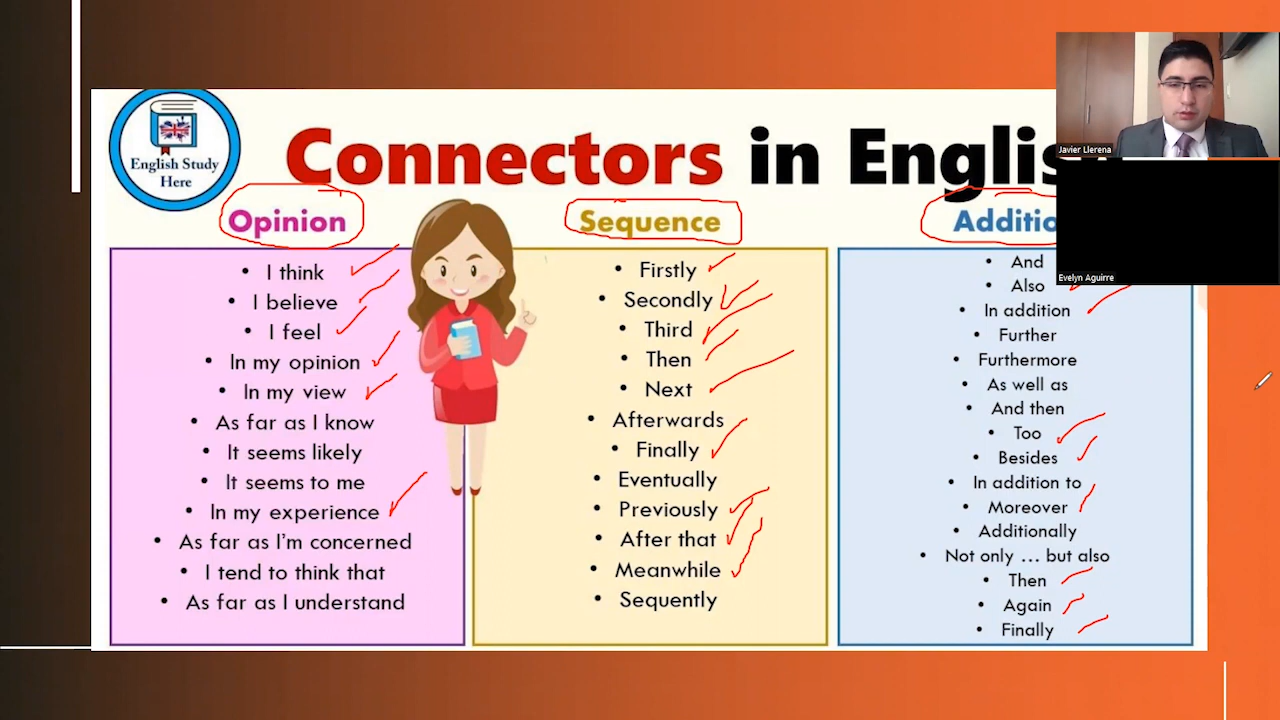 English Study
Here
Connectors in Englis
Javier Llerena
Opinion
Sequence
Additio
Evelyn Aguirre
• I think
• I believe
• I feel
• In my opinion
• In my view
• As far as I know
• It seems likely
• It seems to me
• In my experience
• As far as I'm concerned
• I tend to think that
• As far as I understand
• Firstly
• Secondly
• Third
• Then
• Next
• Afterwards
• Finally
• Eventually
• Previously
• After that
• Meanwhile
• Sequently
• And
• Also
• In addition
• Further
• Furthermore
• As well as
• And then
• Too
• Besides
• In addition to
• Moreover
• Additionally
• Not only ... but also
• Then
• Again
• Finally